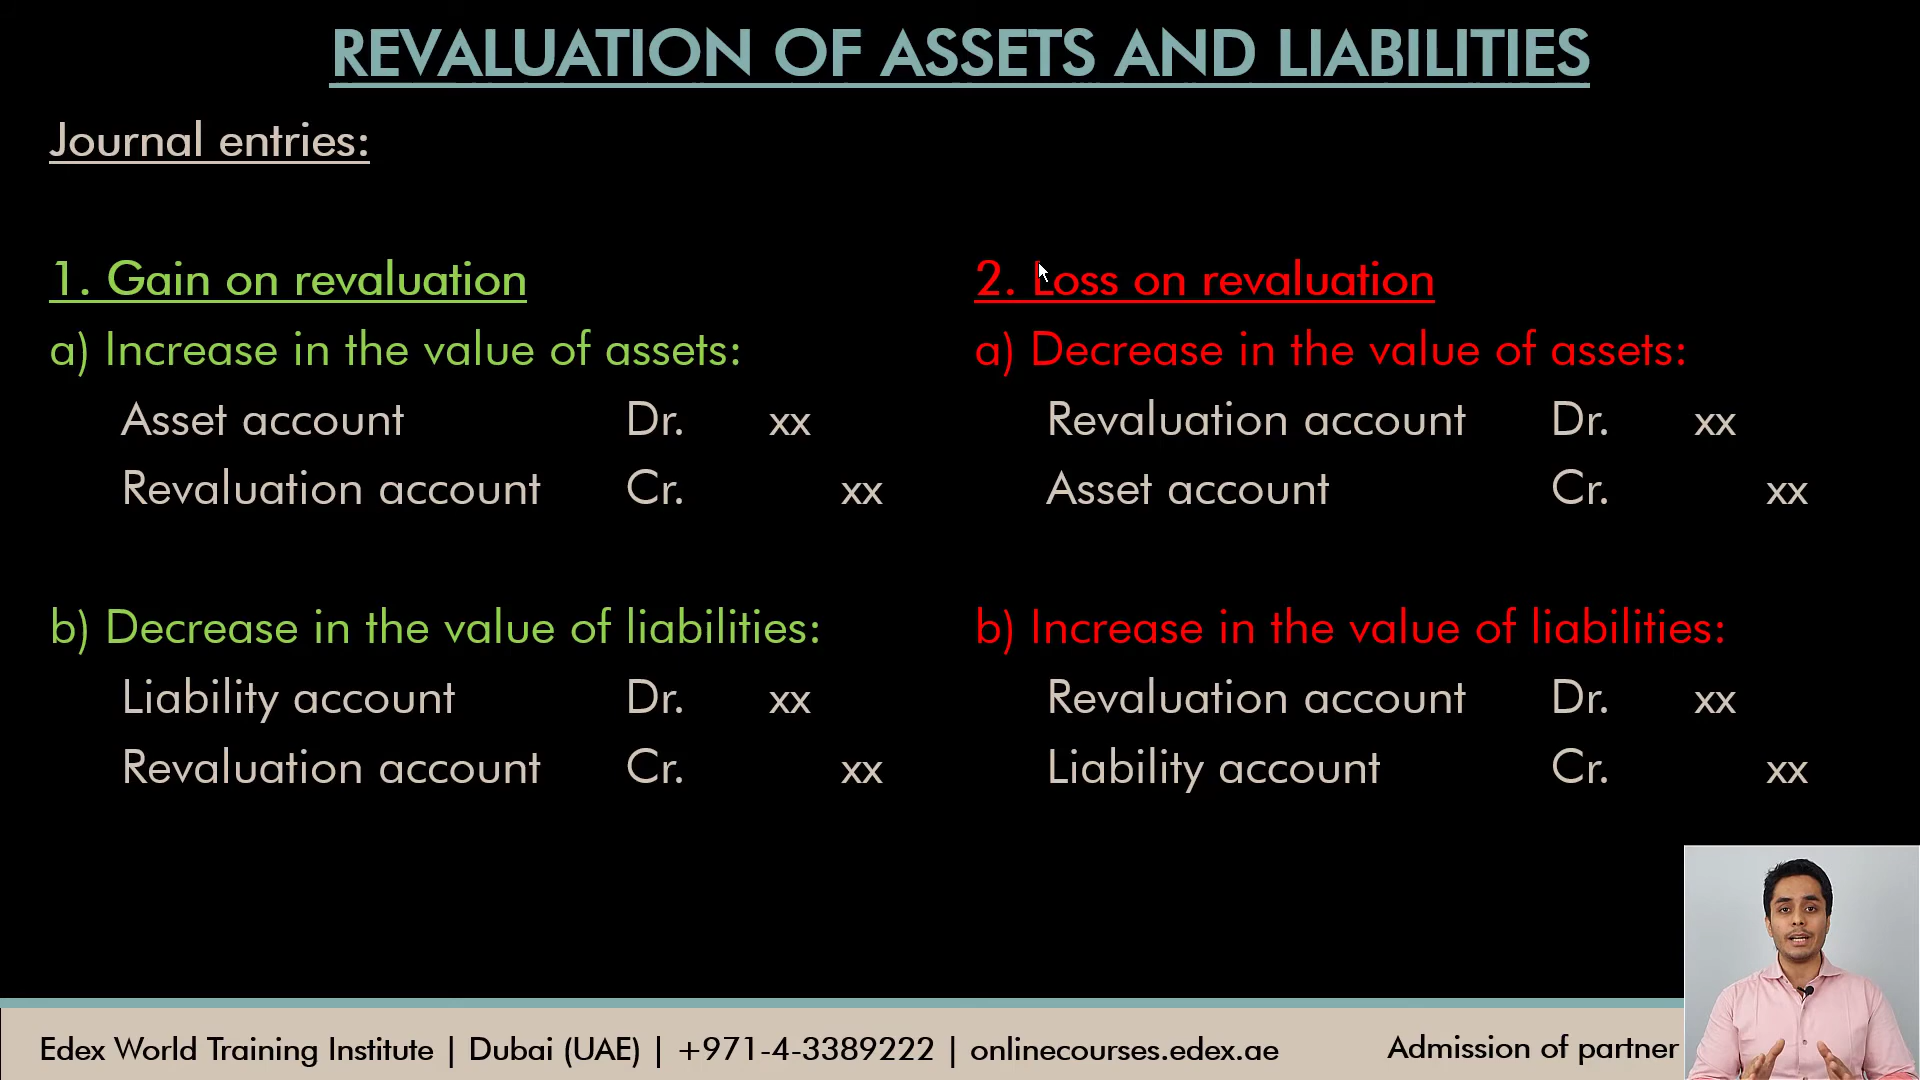 REVALUATION OF ASSETS AND LIABILITIES
Journal entries:
1. Gain on revaluation
a) Increase in the value of assets:
Asset account Dr. xx
Revaluation account Cr. xx
b) Decrease in the value of liabilities:
Liability account Dr. xx
Revaluation account Cr. xx
2. Loss on revaluation
a) Decrease in the value of assets:
Revaluation account Dr. xx
Asset account Cr. xx
b) Increase in the value of liabilities:
Revaluation account Dr. xx
Liability account Cr. xx
Edex World Training Institute | Dubai (UAE) | +971-4-3389222 | onlinecourses.edex.ae
Admission of partner